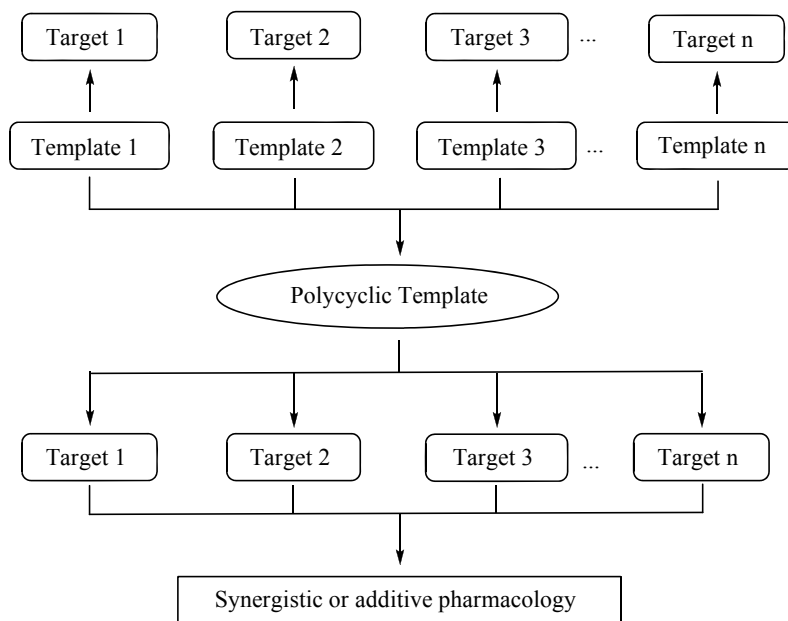 Target 1 Target 2 Target 3 ... Target n
Template 1 Template 2 Template 3 ... Template n
Polycyclic Template
Target 1 Target 2 Target 3 ... Target n
Synergistic or additive pharmacology